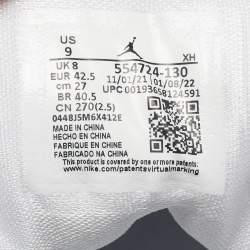 US
9
XH
UK 8
EUR 42.5
cm 27
BR 40.5
CN 270(2.5)
554724-130
11/01/21 01/08/22
UPC 00193658124591
0448J5M6X412E
MADE IN CHINA
HECHO EN CHINA
FABRIQUÉ EN CHINE
FABRICADO NA CHINA
This product is covered by one or more patents:
www.nike.com/patentsvirtualmarking